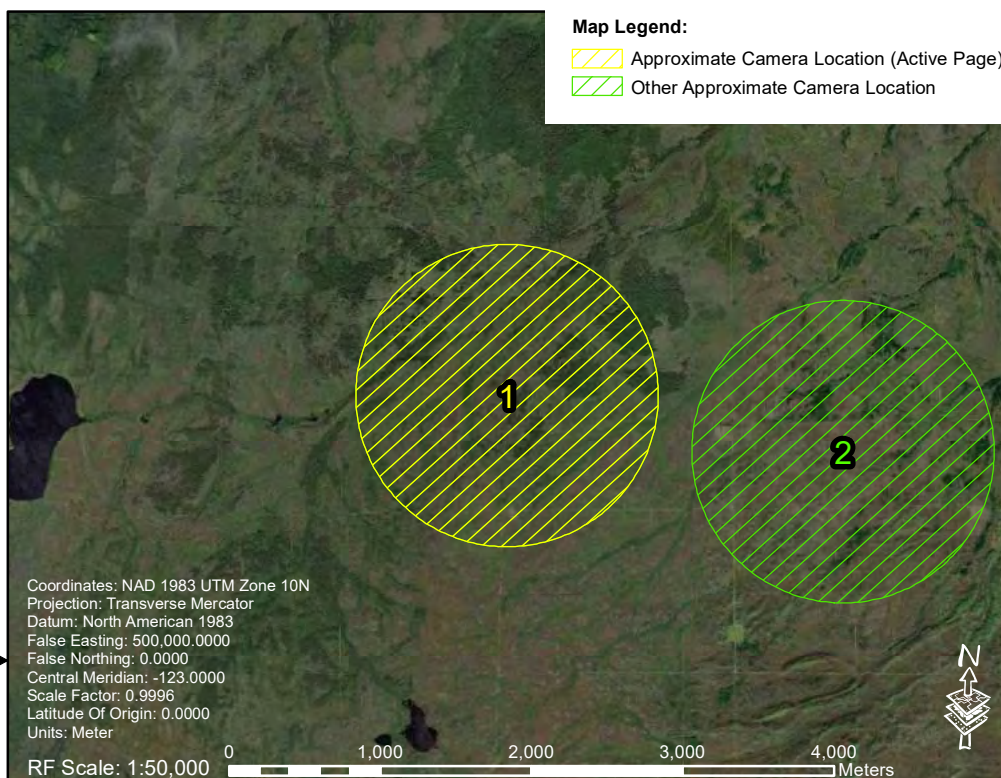 Map Legend:
Approximate Camera Location (Active Page)
Other Approximate Camera Location
1
2
Coordinates: NAD 1983 UTM Zone 10N
Projection: Transverse Mercator
Datum: North American 1983
False Easting: 500,000.0000
False Northing: 0.0000
Central Meridian: -123.0000
Scale Factor: 0.9996
Latitude Of Origin: 0.0000
Units: Meter
RF Scale: 1:50,000
0 1,000 2,000 3,000 4,000
Meters
N